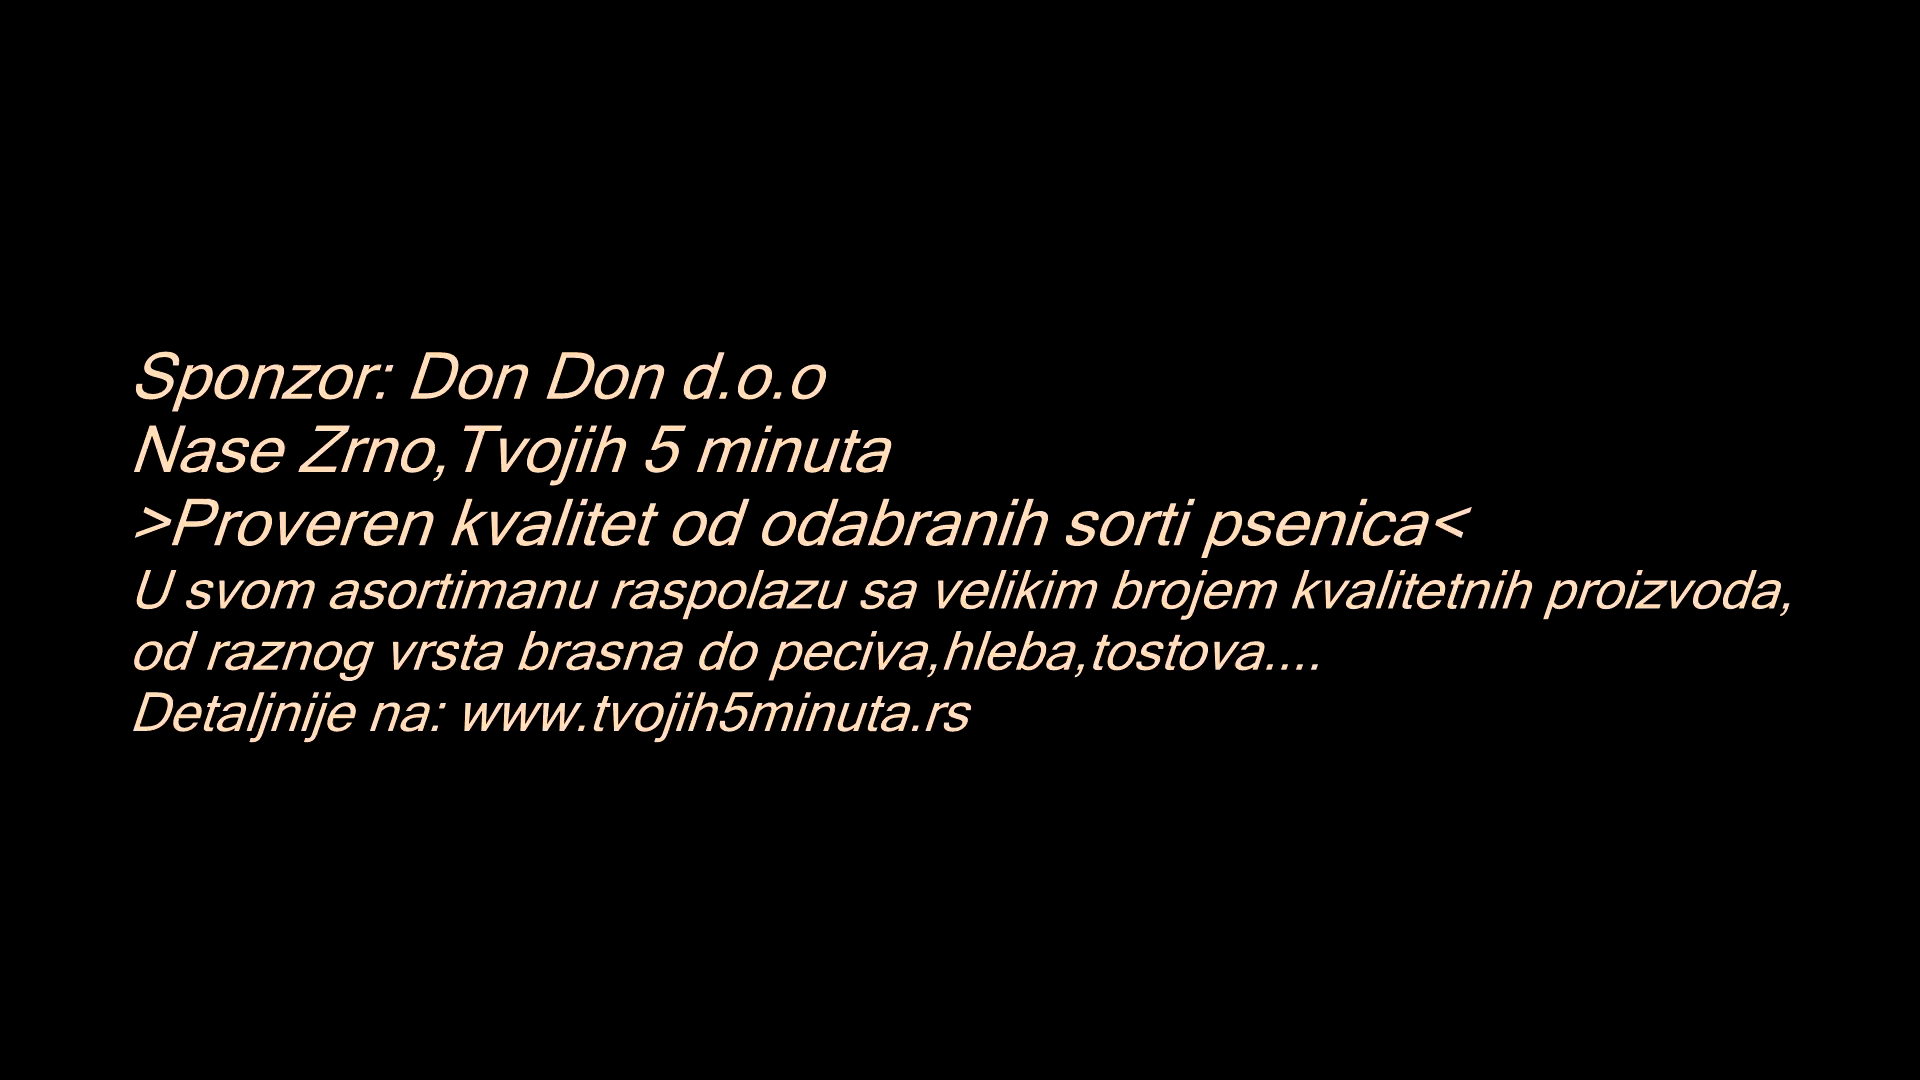 Sponzor: Don Don d.o.o
Nase Zrno,Tvojih 5 minuta
>Proveren kvalitet od odabranih sorti psenica<
U svom asortimanu raspolazu sa velikim brojem kvalitetnih proizvoda,
od raznog vrsta brasna do peciva,hleba,tostova....
Detaljnije na: www.tvojih5minuta.rs